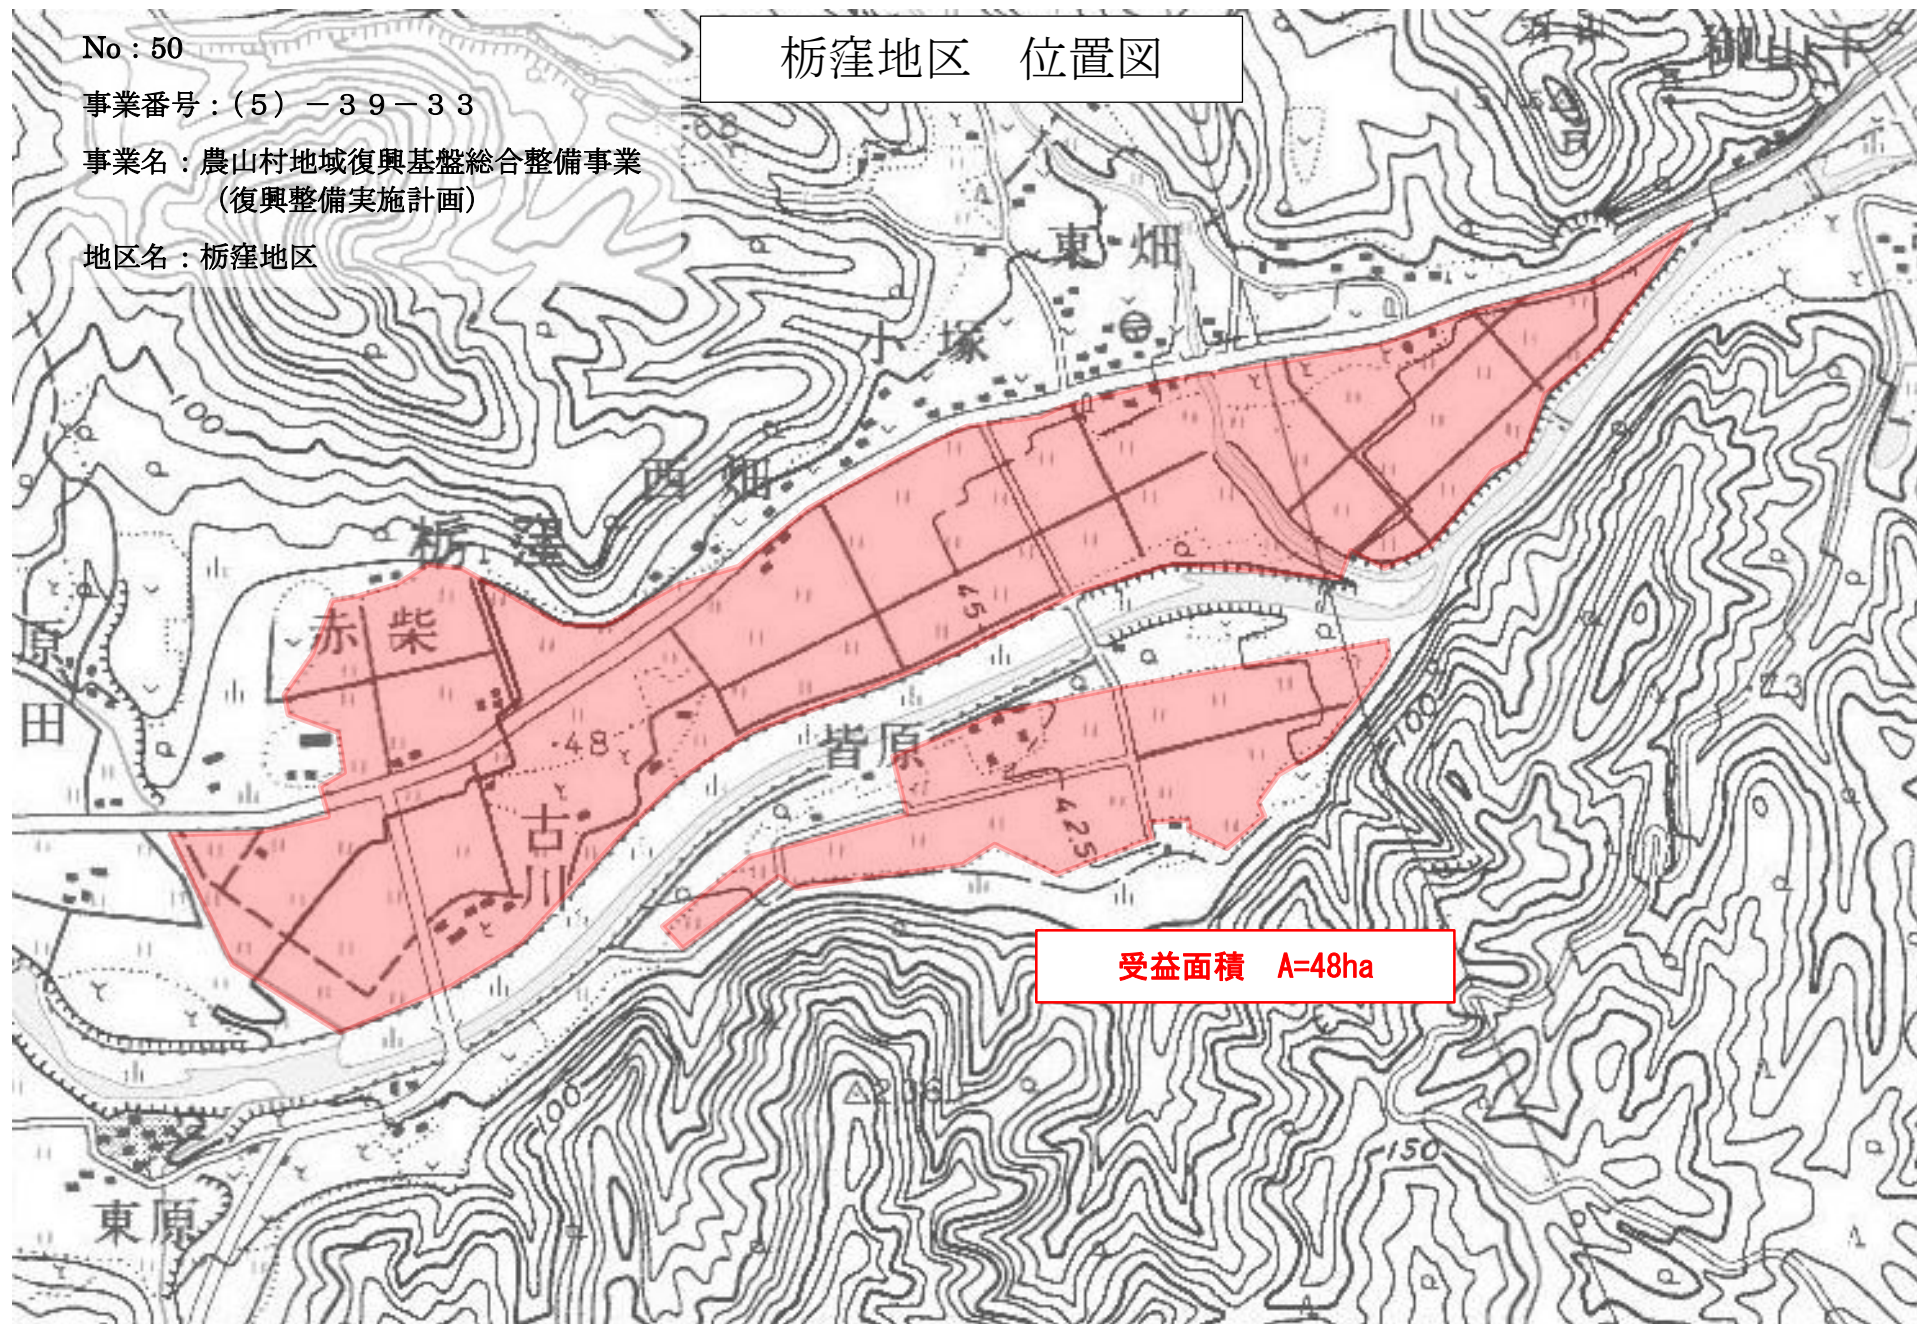 No：50
栃窪地区　位置図
事業番号：(５)　－３９－３３
事業名：農山村地域復興基盤総合整備事業
(復興整備実施計画)
地区名：栃窪地区
東畑
小塚
西畑
栃窪
赤柴
原
田
100
45
48
皆原
古川
425
73
100
受益面積　A=48ha
100
150
東原